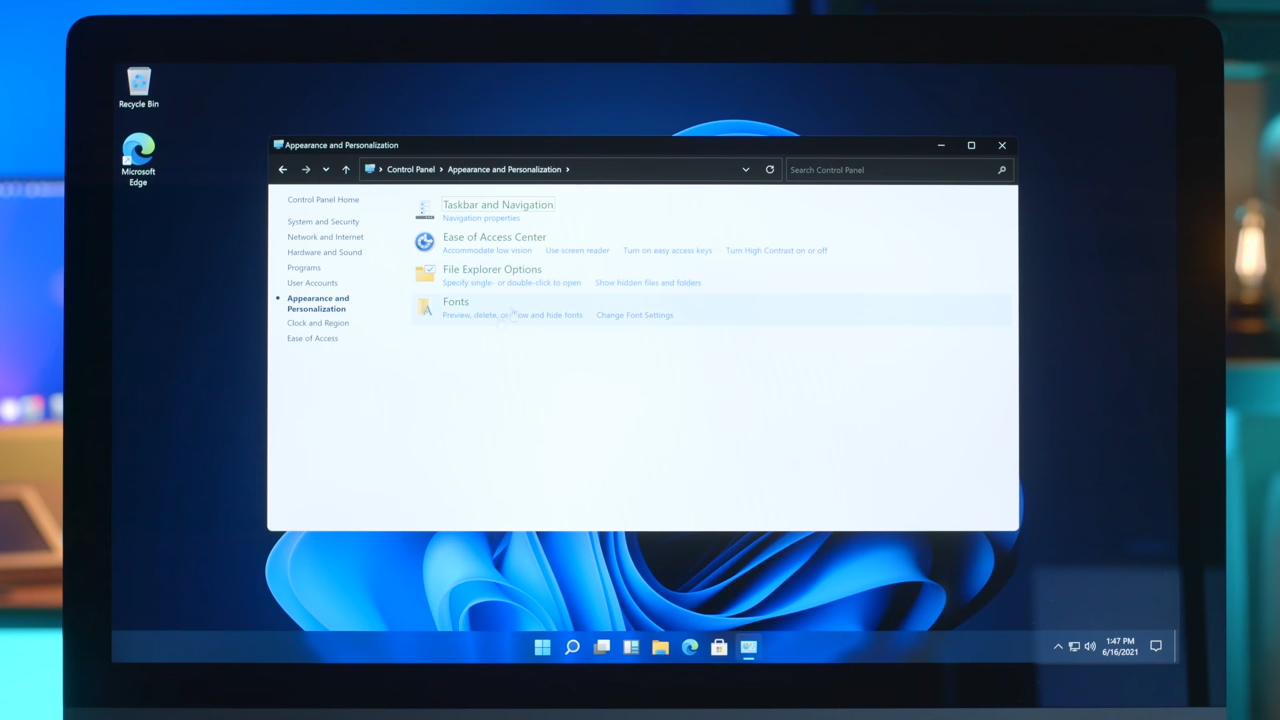 Recycle Bin
Microsoft
Edge
Appearance and Personalization
Control Panel
Appearance and Personalization
Search Control Panel
Control Panel Home
System and Security
Network and Internet
Hardware and Sound
Programs
User Accounts
Appearance and
Personalization
Clock and Region
Ease of Access
Taskbar and Navigation
Navigation properties
Ease of Access Center
Accommodate low vision Use screen reader Turn on easy access keys Turn High Contrast on or off
File Explorer Options
Specify single- or double-click to open Show hidden files and folders
Fonts
Preview, delete, or show and hide fonts Change Font Settings
1:47 PM
6/16/2021